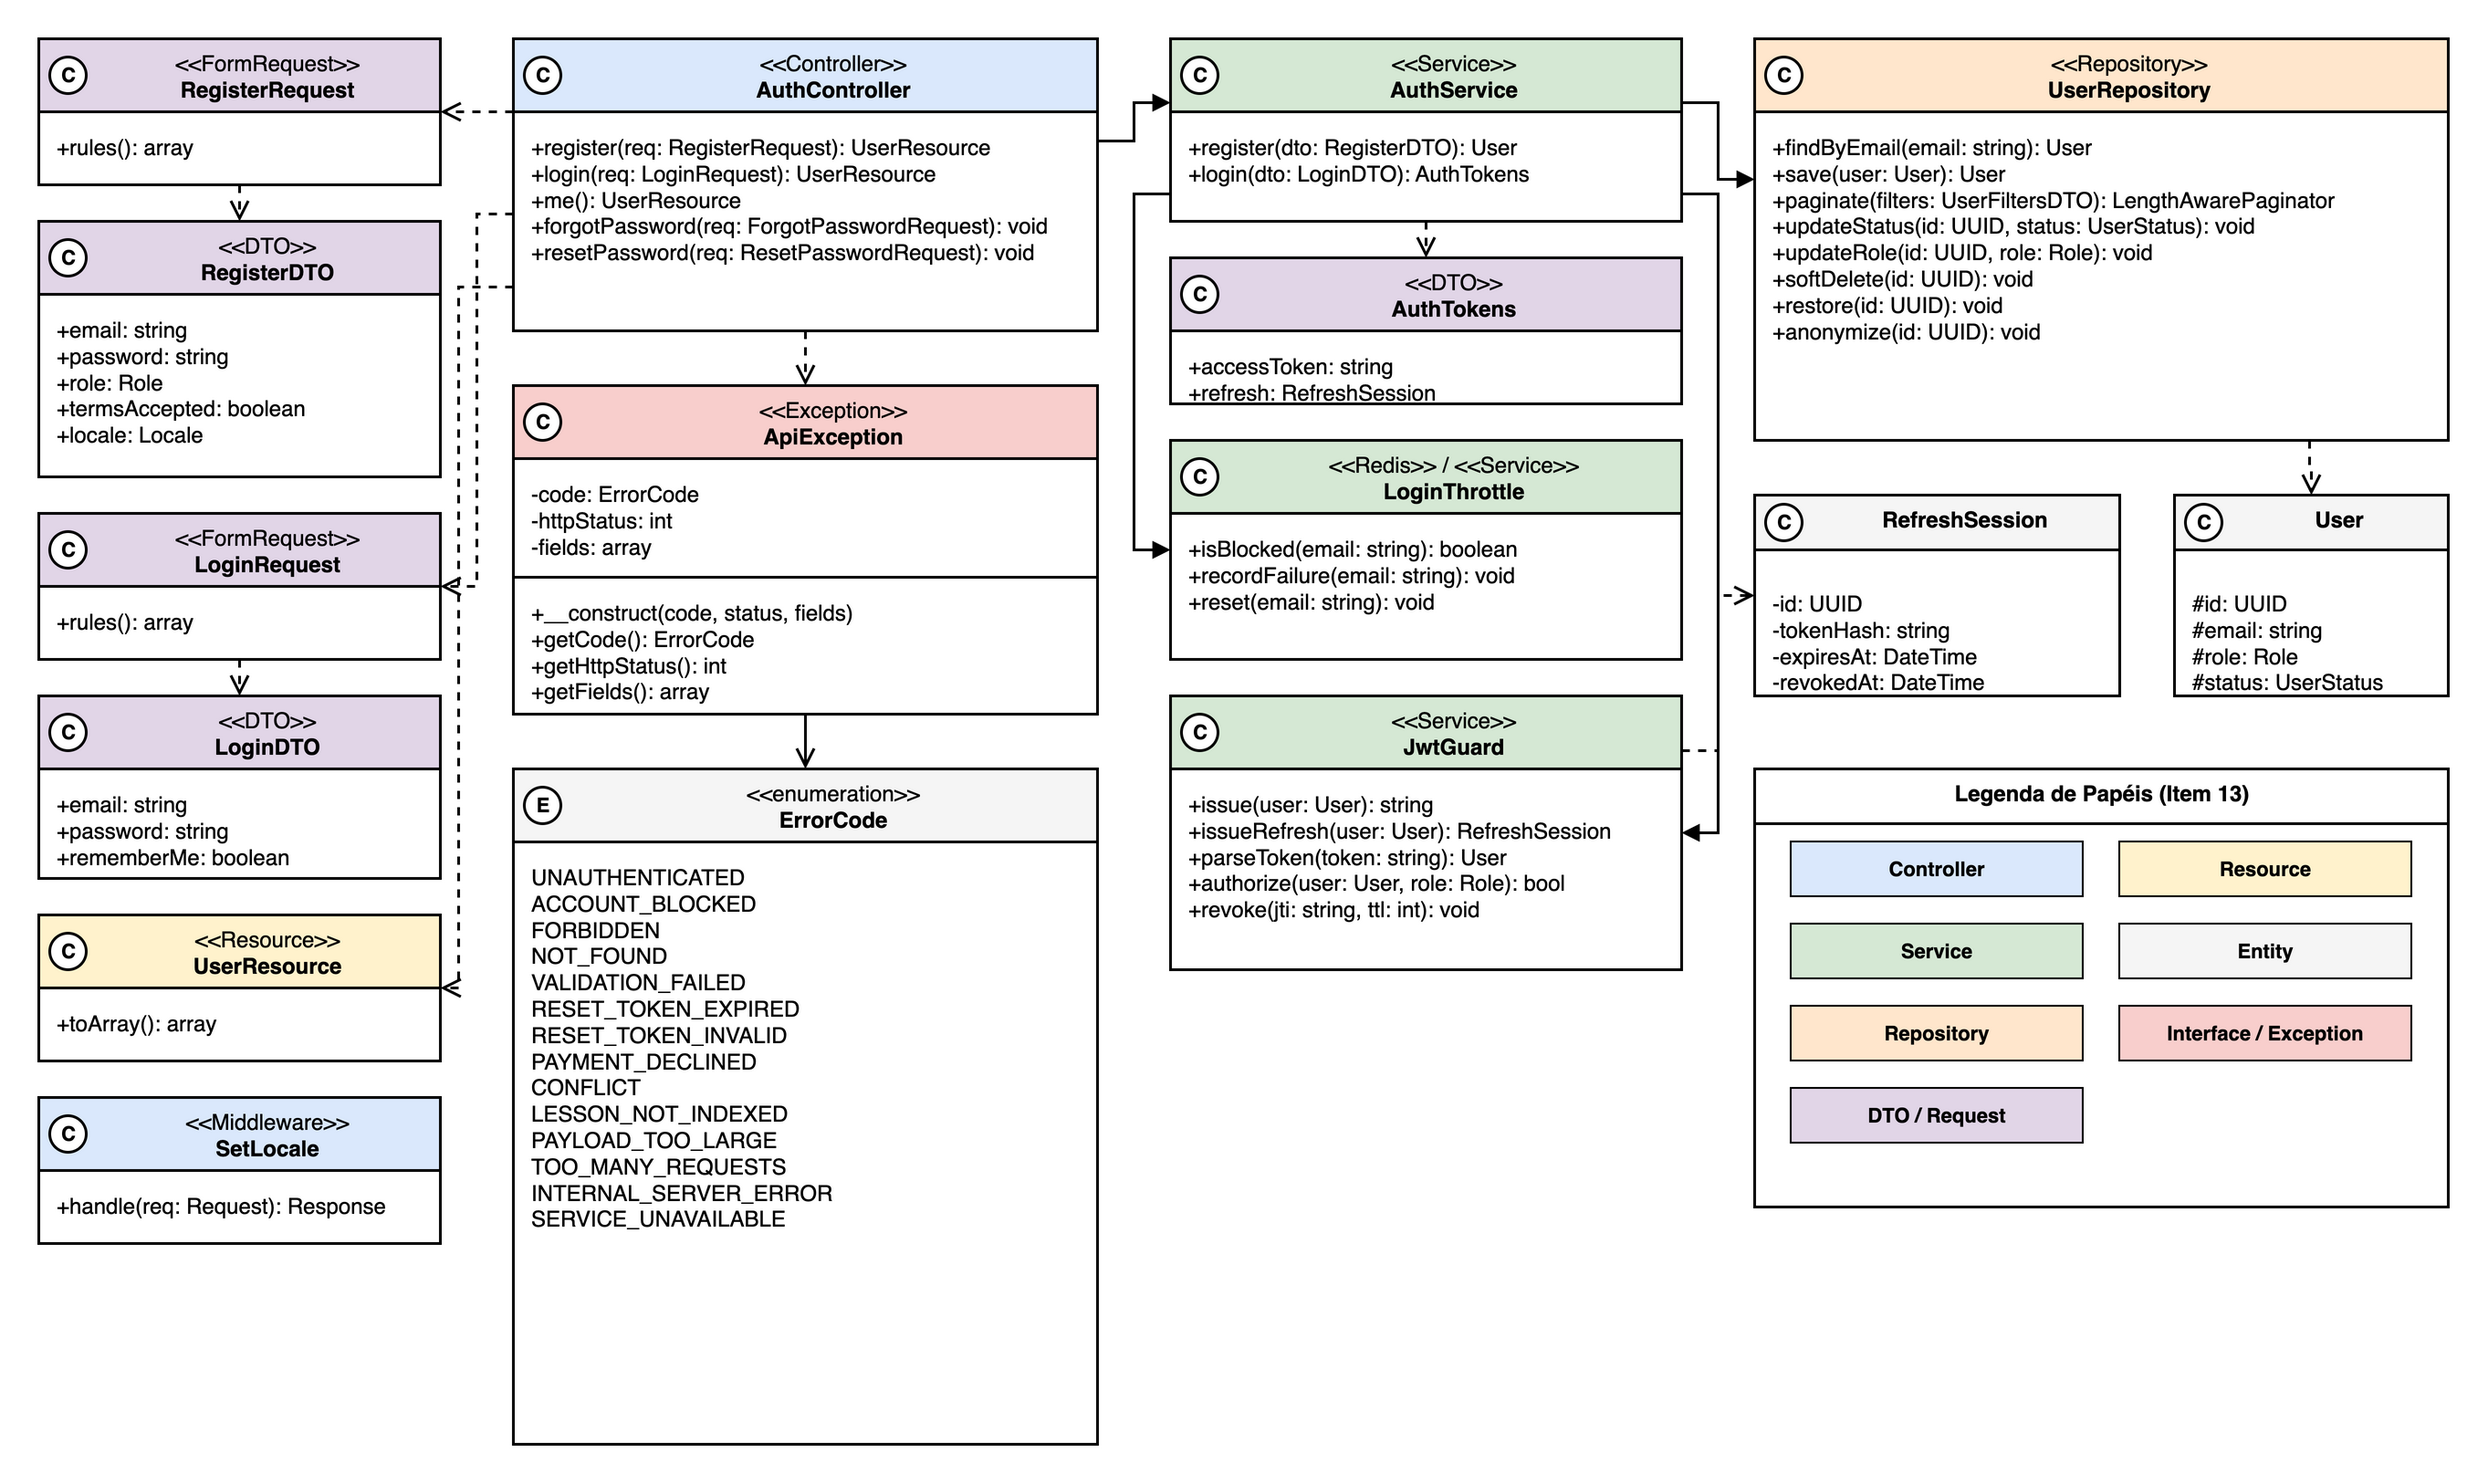 C
<<FormRequest>>
RegisterRequest
+rules(): array
C
<<DTO>>
RegisterDTO
+email: string
+password: string
+role: Role
+termsAccepted: boolean
+locale: Locale
C
<<FormRequest>>
LoginRequest
+rules(): array
C
<<DTO>>
LoginDTO
+email: string
+password: string
+rememberMe: boolean
C
<<Resource>>
UserResource
+toArray(): array
C
<<Middleware>>
SetLocale
+handle(req: Request): Response
C
<<Controller>>
AuthController
+register(req: RegisterRequest): UserResource
+login(req: LoginRequest): UserResource
+me(): UserResource
+forgotPassword(req: ForgotPasswordRequest): void
+resetPassword(req: ResetPasswordRequest): void
C
<<Exception>>
ApiException
-code: ErrorCode
-httpStatus: int
-fields: array
+__construct(code, status, fields)
+getCode(): ErrorCode
+getHttpStatus(): int
+getFields(): array
E
<<enumeration>>
ErrorCode
UNAUTHENTICATED
ACCOUNT_BLOCKED
FORBIDDEN
NOT_FOUND
VALIDATION_FAILED
RESET_TOKEN_EXPIRED
RESET_TOKEN_INVALID
PAYMENT_DECLINED
CONFLICT
LESSON_NOT_INDEXED
PAYLOAD_TOO_LARGE
TOO_MANY_REQUESTS
INTERNAL_SERVER_ERROR
SERVICE_UNAVAILABLE
C
<<Service>>
AuthService
+register(dto: RegisterDTO): User
+login(dto: LoginDTO): AuthTokens
C
<<DTO>>
AuthTokens
+accessToken: string
+refresh: RefreshSession
C
<<Redis>> / <<Service>>
LoginThrottle
+isBlocked(email: string): boolean
+recordFailure(email: string): void
+reset(email: string): void
C
<<Service>>
JwtGuard
+issue(user: User): string
+issueRefresh(user: User): RefreshSession
+parseToken(token: string): User
+authorize(user: User, role: Role): bool
+revoke(jti: string, ttl: int): void
C
<<Repository>>
UserRepository
+findByEmail(email: string): User
+save(user: User): User
+paginate(filters: UserFiltersDTO): LengthAwarePaginator
+updateStatus(id: UUID, status: UserStatus): void
+updateRole(id: UUID, role: Role): void
+softDelete(id: UUID): void
+restore(id: UUID): void
+anonymize(id: UUID): void
C
RefreshSession
-id: UUID
-tokenHash: string
-expiresAt: DateTime
-revokedAt: DateTime
C
User
#id: UUID
#email: string
#role: Role
#status: UserStatus
Legenda de Papéis (Item 13)
Controller
Resource
Service
Entity
Repository
Interface / Exception
DTO / Request